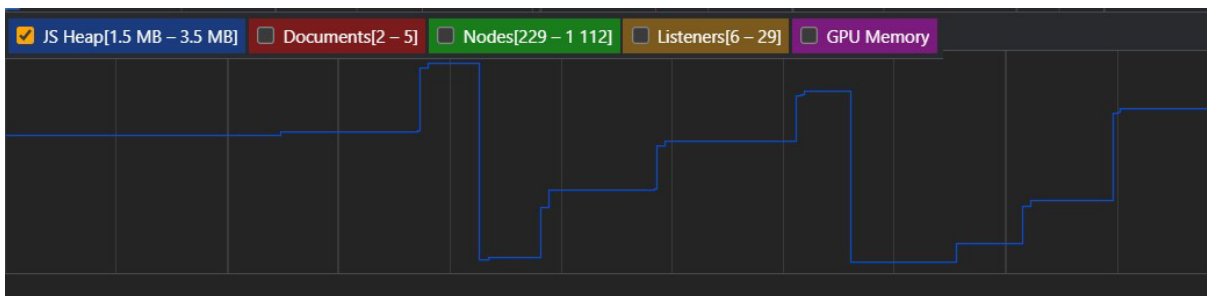 JS Heap[1.5 MB – 3.5 MB] Documents[2 – 5] Nodes[229 – 1 112] Listeners[6 – 29] GPU Memory